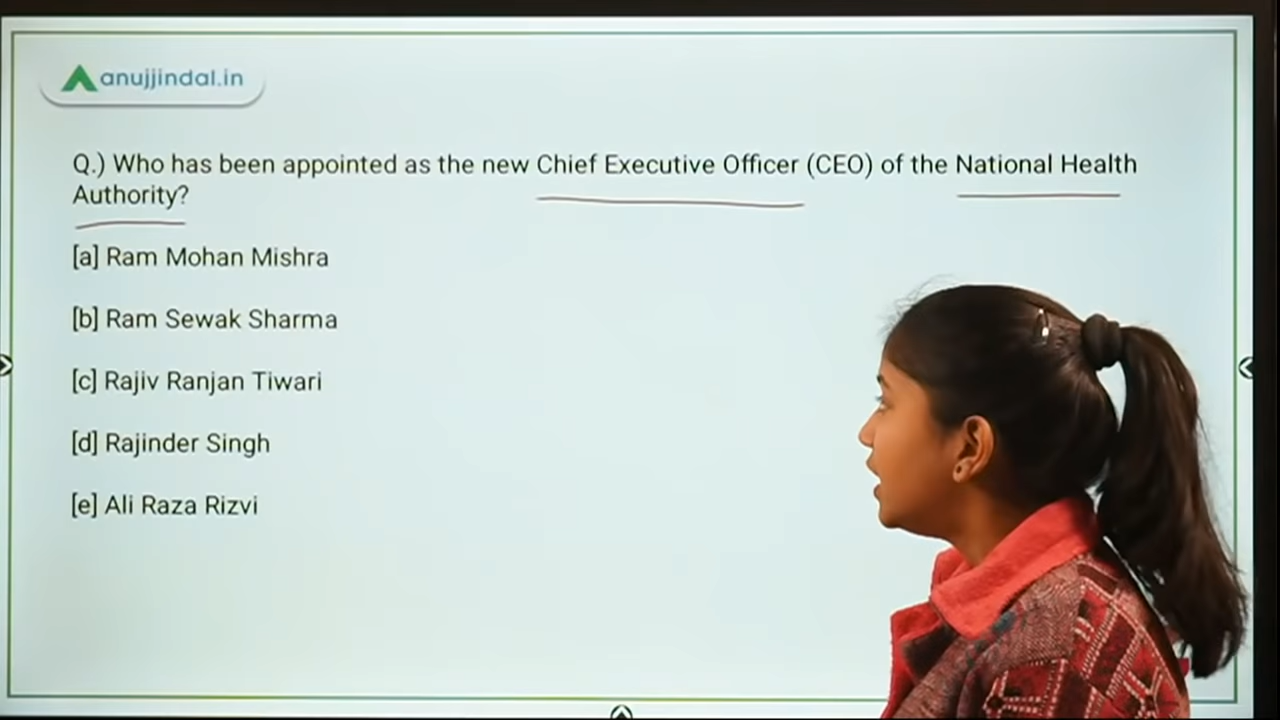 anujjindal.in
Q.) Who has been appointed as the new Chief Executive Officer (CEO) of the National Health
Authority?
[a] Ram Mohan Mishra
[b] Ram Sewak Sharma
[c] Rajiv Ranjan Tiwari
[d] Rajinder Singh
[e] Ali Raza Rizvi